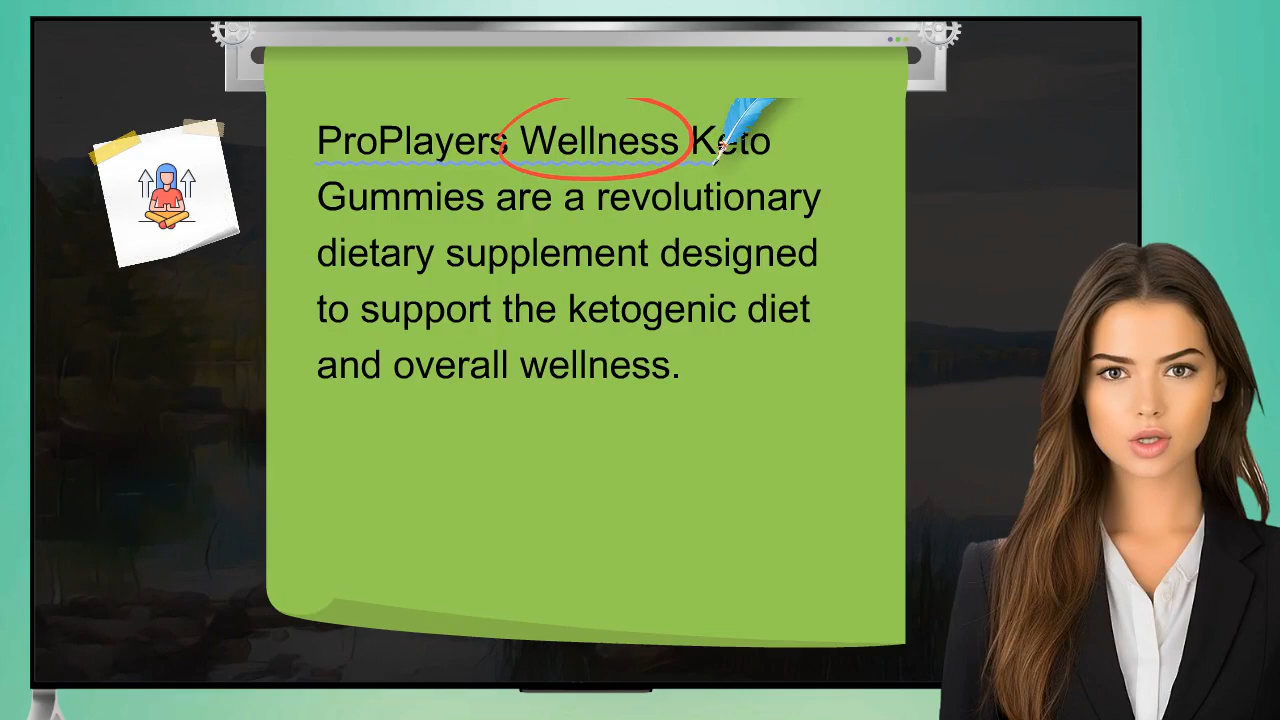 ProPlayers Wellness Keto
Gummies are a revolutionary
dietary supplement designed
to support the ketogenic diet
and overall wellness.